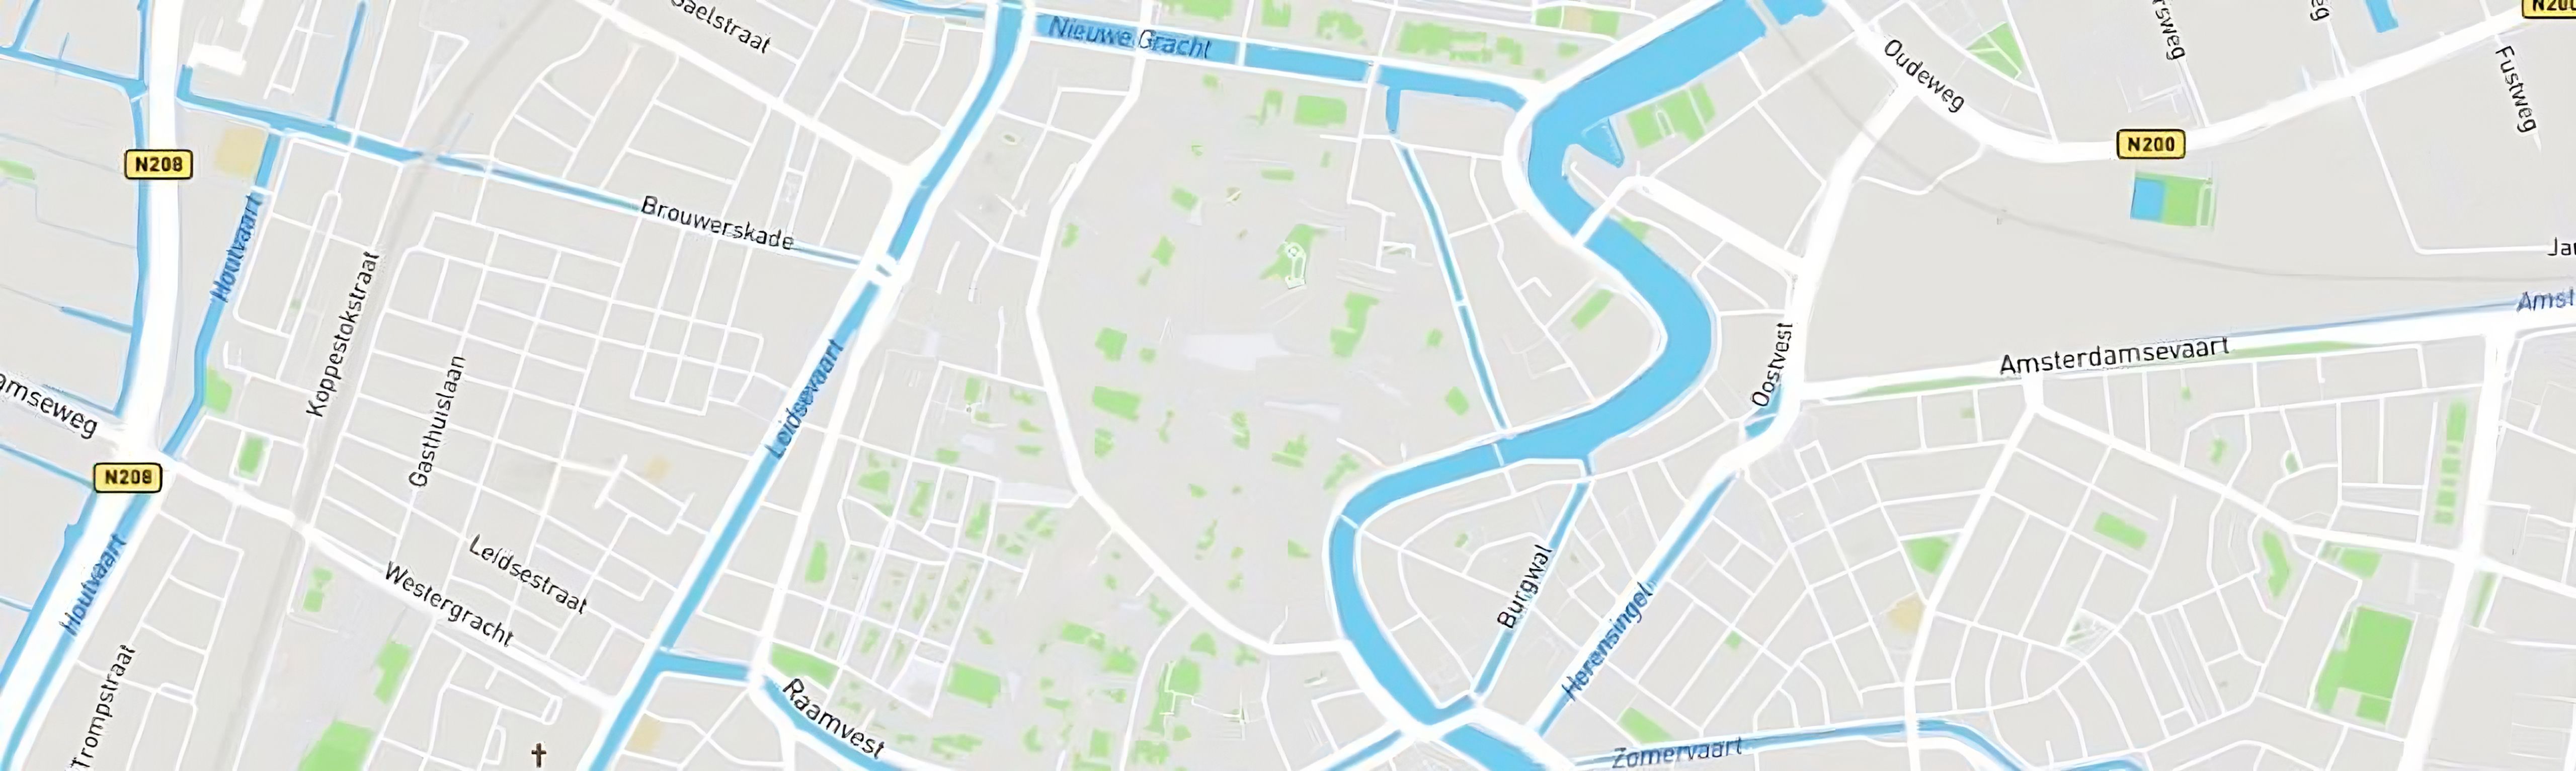 Nieuwe Gracht
Oudeweg
Fustweg
N208
N200
Brouwerskade
Houtvaart
Koppestokstraat
Amsterdamsevaart
Oostvest
Leidsevaart
Gasthuislaan
N208
Leidsestraat
Westergracht
Houtvaart
Burgwal
Herensingel
Trompstraat
Raamvest
Zomervaart